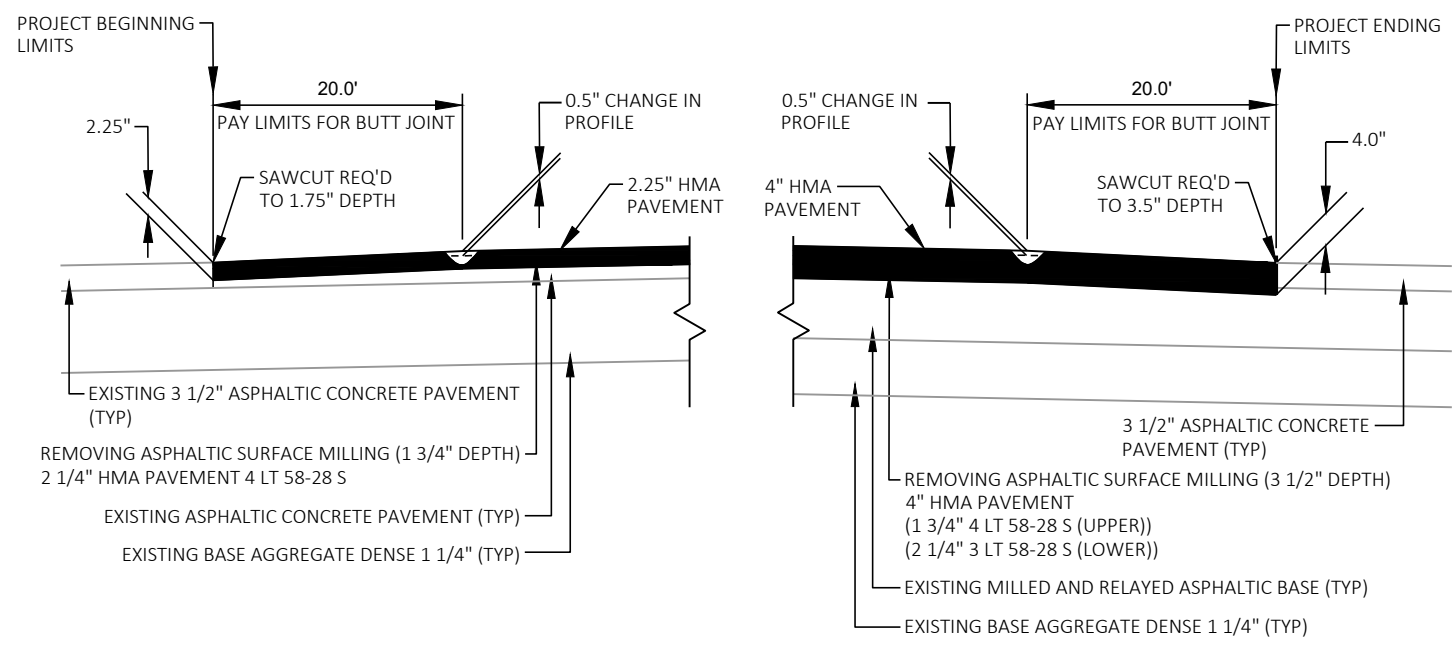 PROJECT BEGINNING
LIMITS
20.0'
PAY LIMITS FOR BUTT JOINT
2.25"
0.5" CHANGE IN
PROFILE
SAWCUT REQ'D
TO 1.75" DEPTH
2.25" HMA
PAVEMENT
EXISTING 3 1/2" ASPHALTIC CONCRETE PAVEMENT
(TYP)
REMOVING ASPHALTIC SURFACE MILLING (1 3/4" DEPTH)
2 1/4" HMA PAVEMENT 4 LT 58-28 S
EXISTING ASPHALTIC CONCRETE PAVEMENT (TYP)
EXISTING BASE AGGREGATE DENSE 1 1/4" (TYP)
PROJECT ENDING
LIMITS
20.0'
PAY LIMITS FOR BUTT JOINT
0.5" CHANGE IN
PROFILE
4.0"
4" HMA
PAVEMENT
SAWCUT REQ'D
TO 3.5" DEPTH
3 1/2" ASPHALTIC CONCRETE
PAVEMENT (TYP)
REMOVING ASPHALTIC SURFACE MILLING (3 1/2" DEPTH)
4" HMA PAVEMENT
(1 3/4" 4 LT 58-28 S (UPPER))
(2 1/4" 3 LT 58-28 S (LOWER))
EXISTING MILLED AND RELAYED ASPHALTIC BASE (TYP)
EXISTING BASE AGGREGATE DENSE 1 1/4" (TYP)